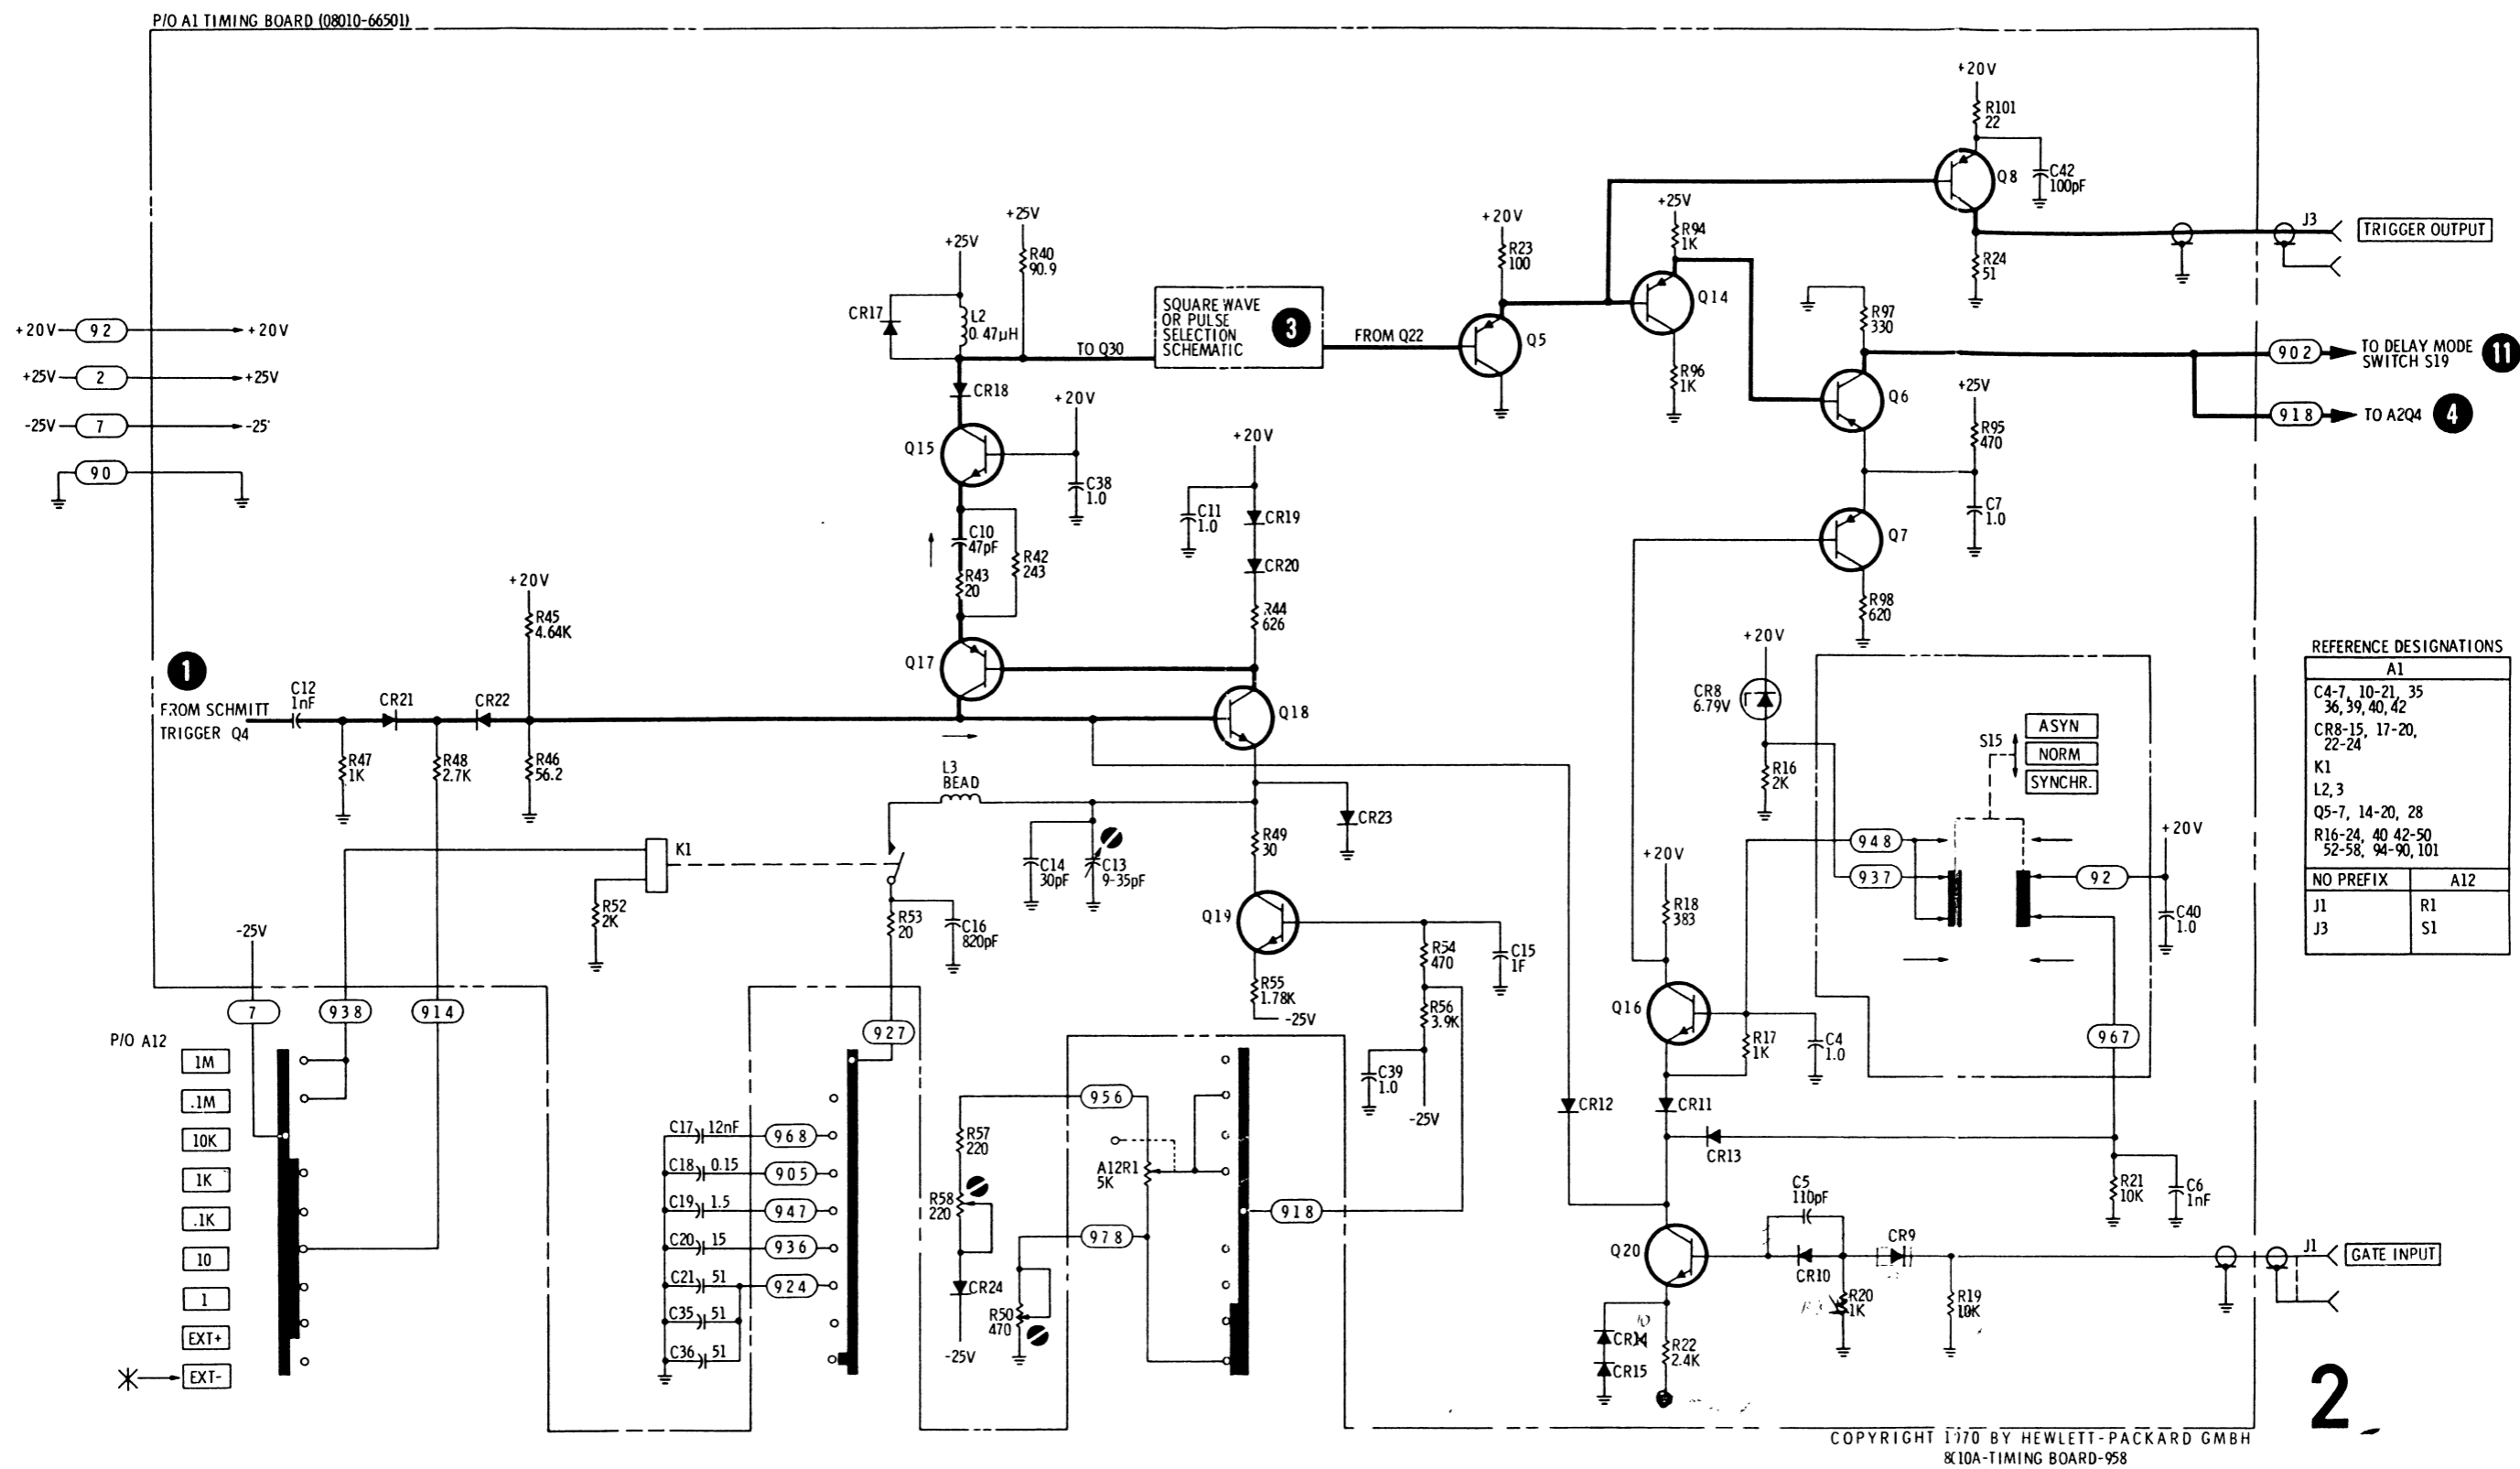 P/O A1 TIMING BOARD (08010-66501)
+20V 92 +20V
+25V 2 +25V
-25V 7 -25
90
1
FROM SCHMITT
TRIGGER Q4
C12
1nF
CR21
CR22
R47
1K
R48
2.7K
+20V
R45
4.64K
R46
56.2
CR17
+25V
L2
0.47µH
+25V
R40
90.9
TO Q30
CR18
Q15
+20V
C38
1.0
C10
47pF
R43
20
R42
243
Q17
SQUARE WAVE
OR PULSE
SELECTION
SCHEMATIC
3
FROM Q22
+20V
C11
1.0
CR19
CR20
R44
626
Q18
+20V
R23
100
Q5
+25V
R94
1K
Q14
R96
1K
+20V
R101
22
Q8
C42
100pF
R24
51
J3
TRIGGER OUTPUT
R97
330
Q6
+25V
R95
470
C7
1.0
Q7
R98
620
902
TO DELAY MODE
SWITCH S19
11
918
TO A2Q4
4
L3
BEAD
K1
R52
2K
C14
30pF
C13
9-35pF
R53
20
C16
820pF
R49
30
CR23
Q19
R55
1.78K
-25V
R54
470
C15
1F
R56
3.9K
C39
1.0
-25V
+20V
CR8
6.79V
R16
2K
S15
ASYN
NORM
SYNCHR.
948
937
92
+20V
C40
1.0
+20V
R18
383
Q16
R17
1K
C4
1.0
967
CR12
CR11
CR13
R21
10K
C6
1nF
C5
110pF
Q20
CR10
CR9
R20
1K
R19
10K
J1
GATE INPUT
CR14
CR15
R22
2.4K
-25V
7
938
914
P/O A12
1M
.1M
10K
1K
.1K
10
1
EXT+
EXT-
927
C17 12nF 968
C18 0.15 905
C19 1.5 947
C20 15 936
C21 51 924
C35 51
C36 51
956
R57
220
R58
220
CR24
-25V
A12R1
5K
978
R50
470
918
REFERENCE DESIGNATIONS
A1
C4-7, 10-21, 35
36, 39, 40, 42
CR8-15, 17-20,
22-24
K1
L2, 3
Q5-7, 14-20, 28
R16-24, 40 42-50
52-58, 94-90, 101
NO PREFIX A12
J1 R1
J3 S1
2
COPYRIGHT 1970 BY HEWLETT-PACKARD GMBH
8010A-TIMING BOARD-958